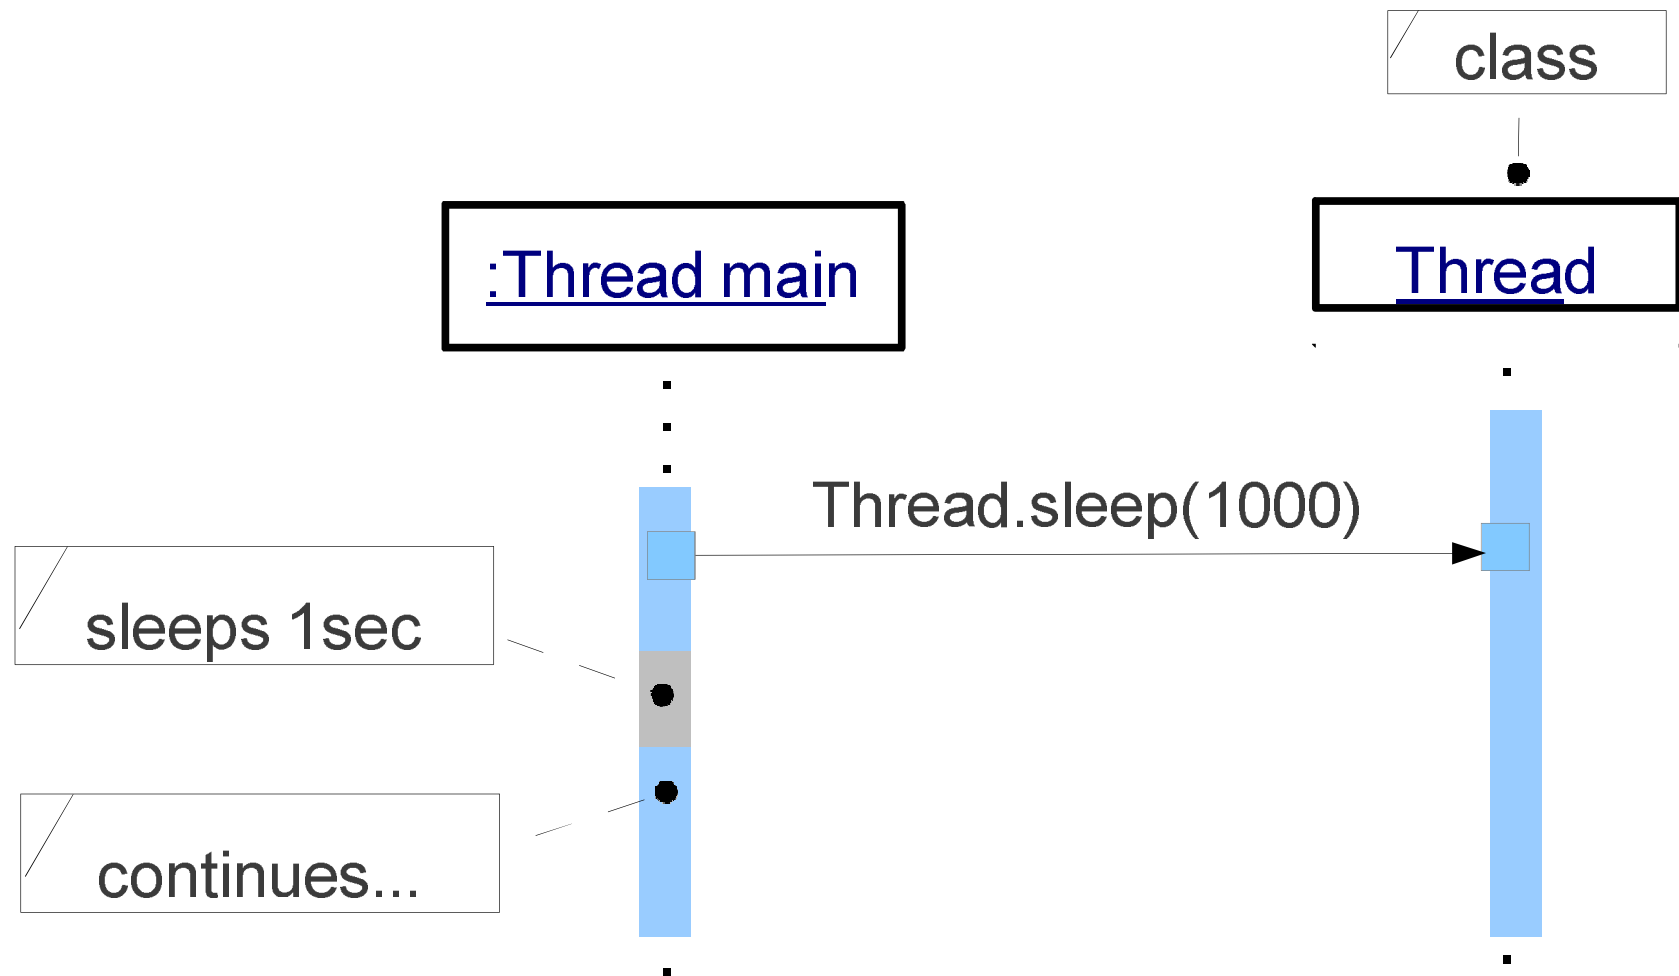 class
:Thread main
Thread
Thread.sleep(1000)
sleeps 1sec
continues...